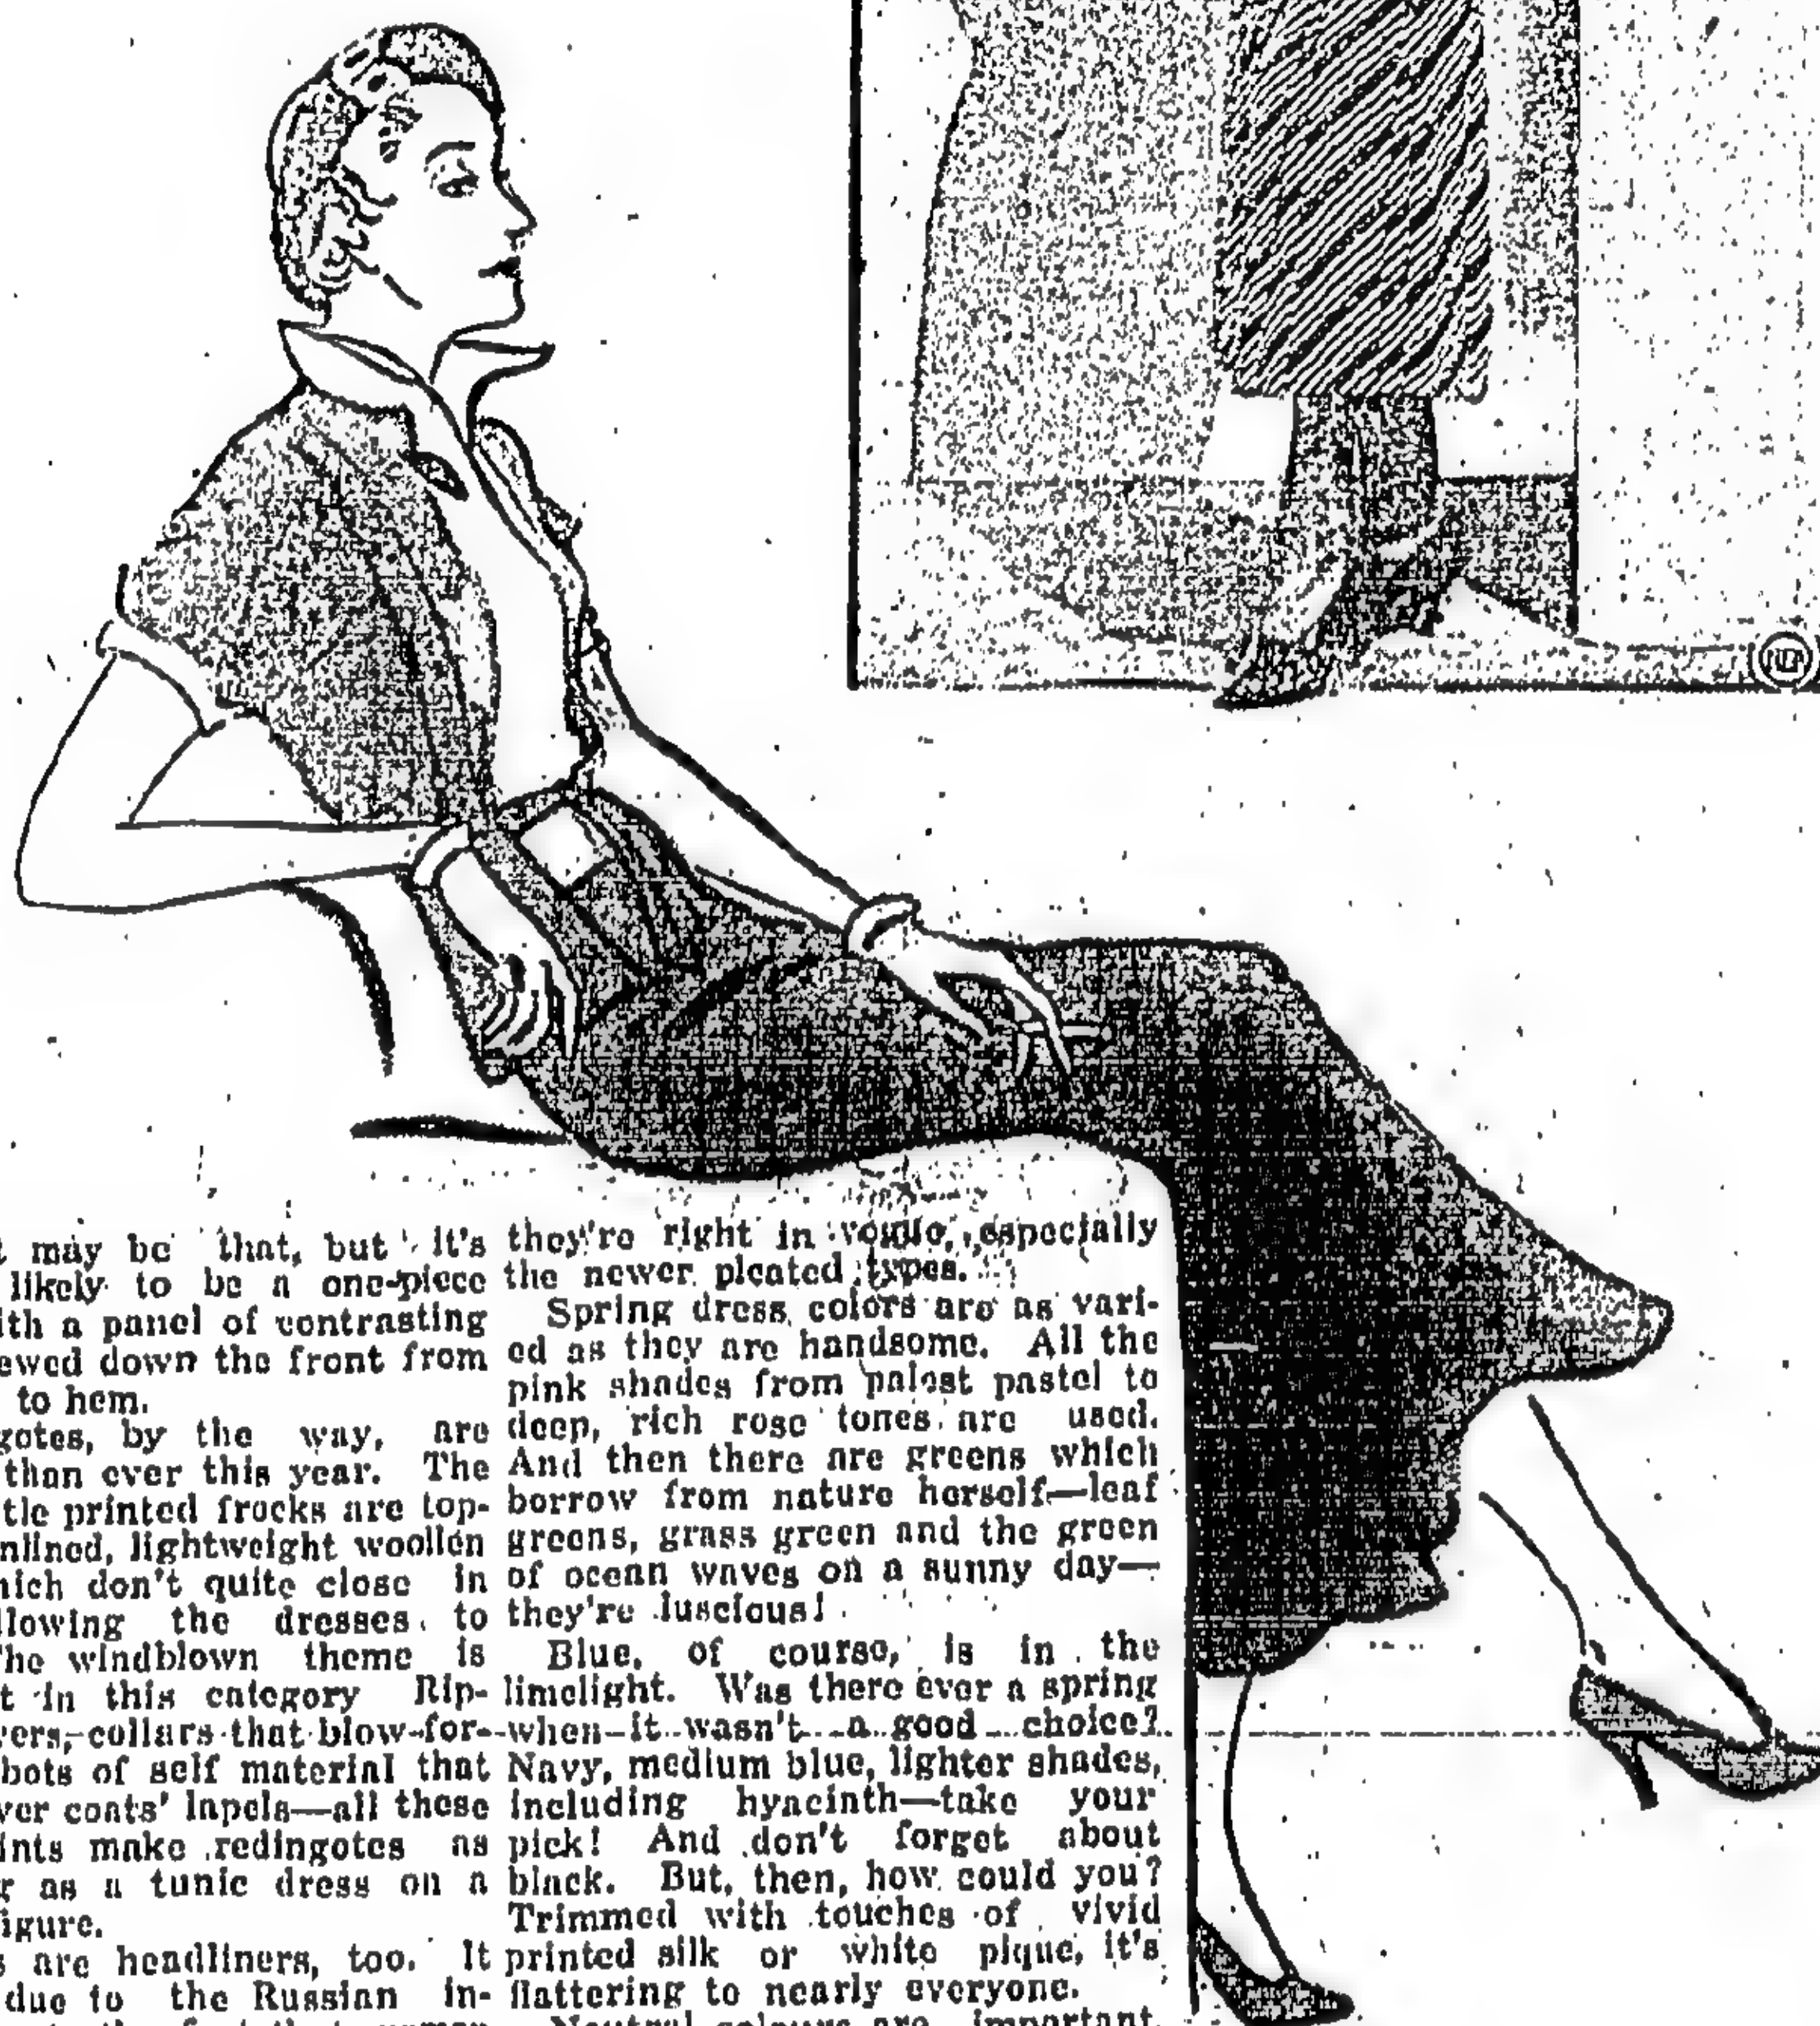 may be that, but it's
likely to be a one-piece
ith a panel of contrasting
ewed down the front from
to hem.
gotes, by the way, are
than ever this year. The
tle printed frocks are top-
nlined, lightweight woollen
hich don't quite close in
llowing the dresses to
The windblown theme is
t in this category Rip-
vers, collars that blow for-
bots of self material that
ver coats' lapels—all these
ints make redingotes as
g as a tunic dress on a
igure.
s are headliners, too. It
due to the Russian in-
they're right in vogue, especially
the newer pleated types.
Spring dress colors are as vari-
ed as they are handsome. All the
pink shades from palest pastel to
deep, rich rose tones are used.
And then there are greens which
borrow from nature herself—leaf
greens, grass green and the green
of ocean waves on a sunny day—
they're luscious!
Blue, of course, is in the
limelight. Was there ever a spring
when it wasn't a good choice?
Navy, medium blue, lighter shades,
including hyacinth—take your
pick! And don't forget about
black. But, then, how could you?
Trimmed with touches of vivid
printed silk or white pique, it's
flattering to nearly everyone.
Neutral colours are important.
NEA